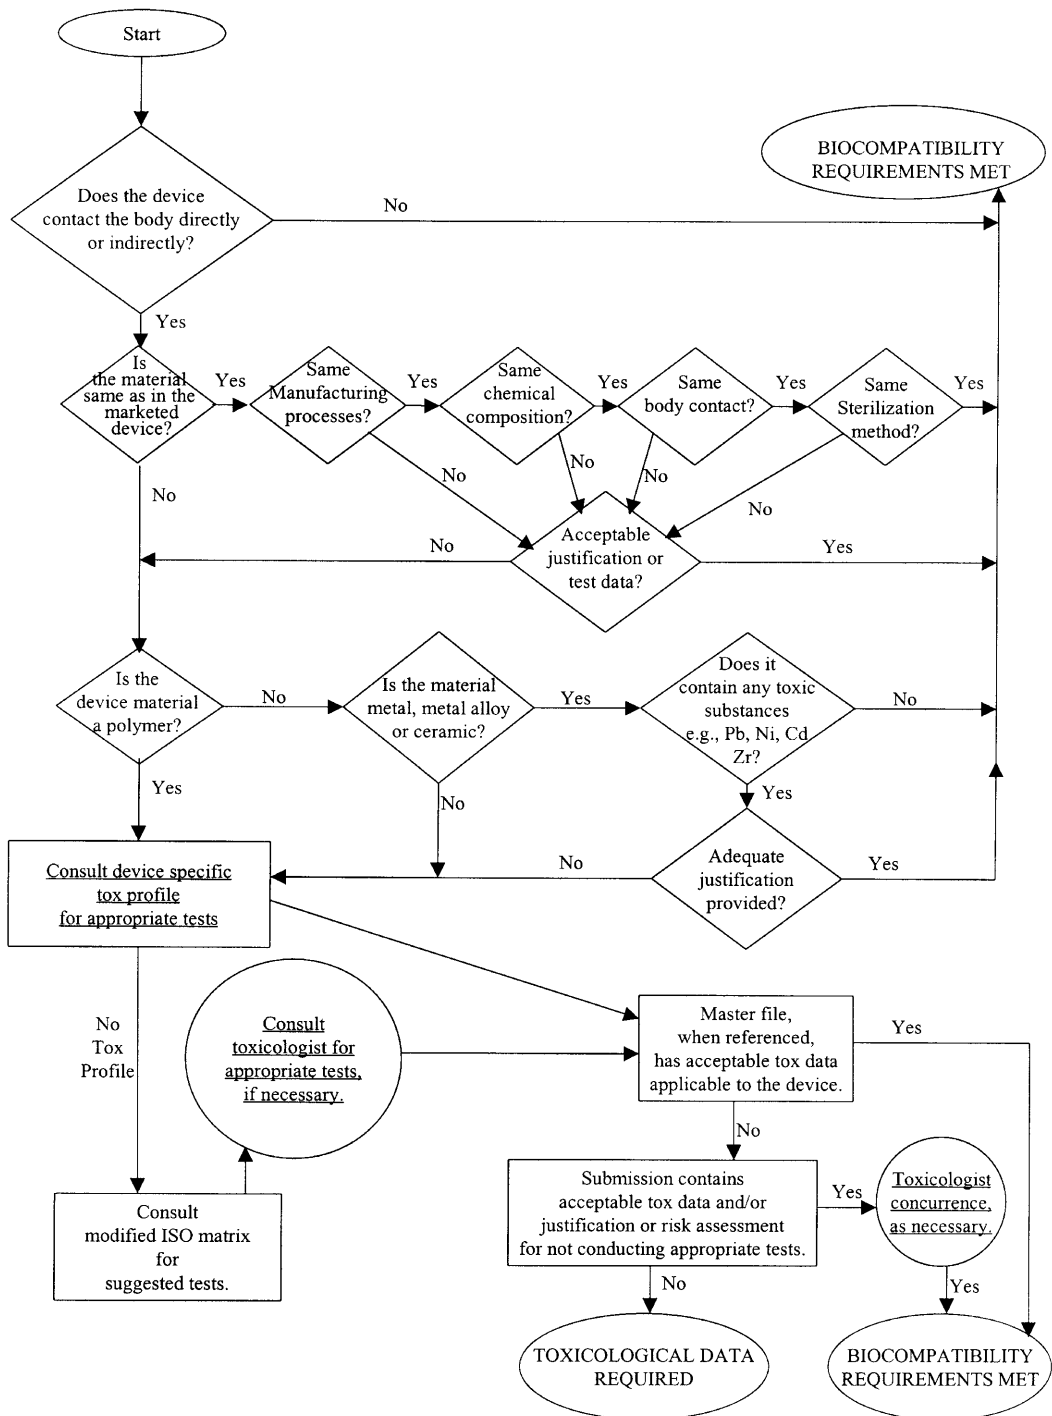 Start
BIOCOMPATIBILITY
REQUIREMENTS MET
Does the device
contact the body directly
or indirectly?
No
Yes
Is
the material
same as in the
marketed
device?
Yes
Same
Manufacturing
processes?
Yes
Same
chemical
composition?
Yes
Same
body contact?
Yes
Same
Sterilization
method?
Yes
No
No
No
No
No
Acceptable
justification or
test data?
No
Yes
Is the
device material
a polymer?
No
Is the material
metal, metal alloy
or ceramic?
Yes
Does it
contain any toxic
substances
e.g., Pb, Ni, Cd
Zr?
No
Yes
No
Yes
Consult device specific
tox profile
for appropriate tests
No
Adequate
justification
provided?
Yes
No
Tox
Profile
Consult
toxicologist for
appropriate tests,
if necessary.
Master file,
when referenced,
has acceptable tox data
applicable to the device.
Yes
No
Consult
modified ISO matrix
for
suggested tests.
Submission contains
acceptable tox data and/or
justification or risk assessment
for not conducting appropriate tests.
Yes
Toxicologist
concurrence,
as necessary.
No
Yes
TOXICOLOGICAL DATA
REQUIRED
BIOCOMPATIBILITY
REQUIREMENTS MET